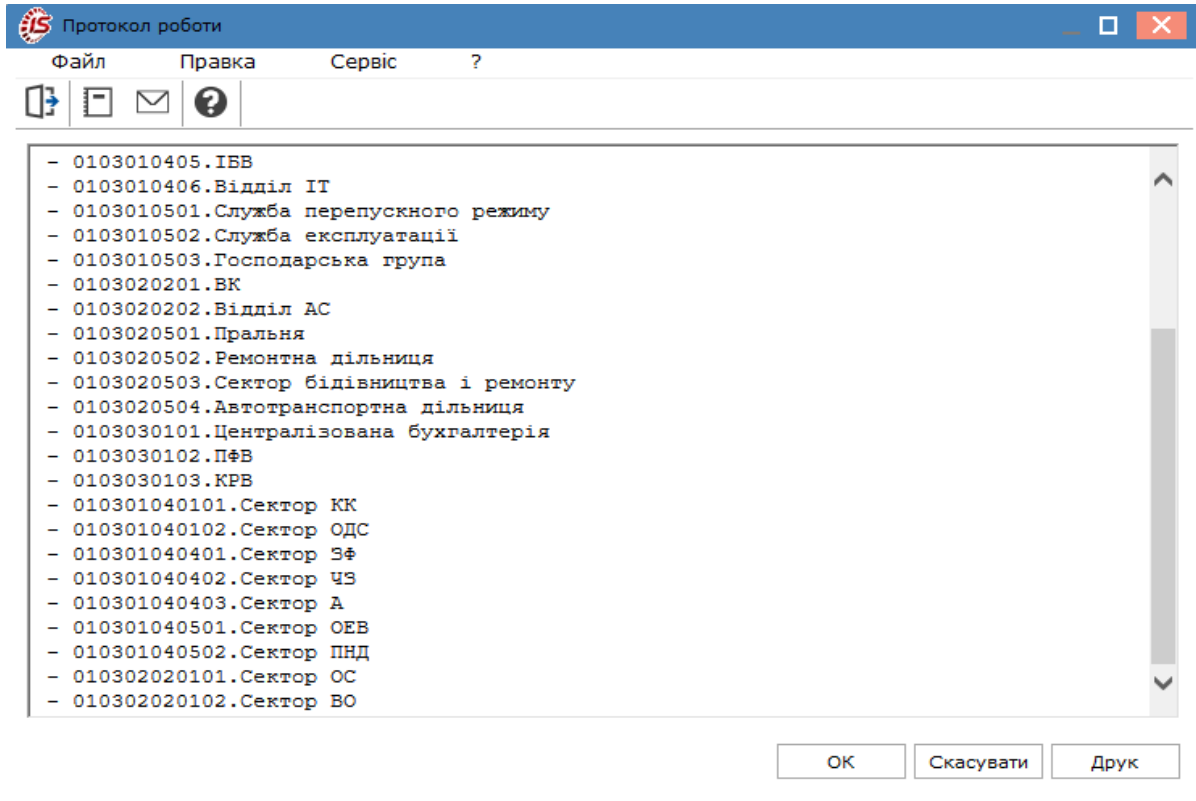 Протокол роботи
Файл Правка Сервіс ?
- 0103010405.ІБВ
- 0103010406.Відділ ІТ
- 0103010501.Служба перепускного режиму
- 0103010502.Служба експлуатації
- 0103010503.Господарська група
- 0103020201.ВК
- 0103020202.Відділ АС
- 0103020501.Пральня
- 0103020502.Ремонтна дільниця
- 0103020503.Сектор бідівництва і ремонту
- 0103020504.Автотранспортна дільниця
- 0103030101.Централізована бухгалтерія
- 0103030102.ПФВ
- 0103030103.КРВ
- 010301040101.Сектор КК
- 010301040102.Сектор ОДС
- 010301040401.Сектор ЗФ
- 010301040402.Сектор ЧЗ
- 010301040403.Сектор А
- 010301040501.Сектор ОЕВ
- 010301040502.Сектор ПНД
- 010302020101.Сектор ОС
- 010302020102.Сектор ВО
ОК Скасувати Друк